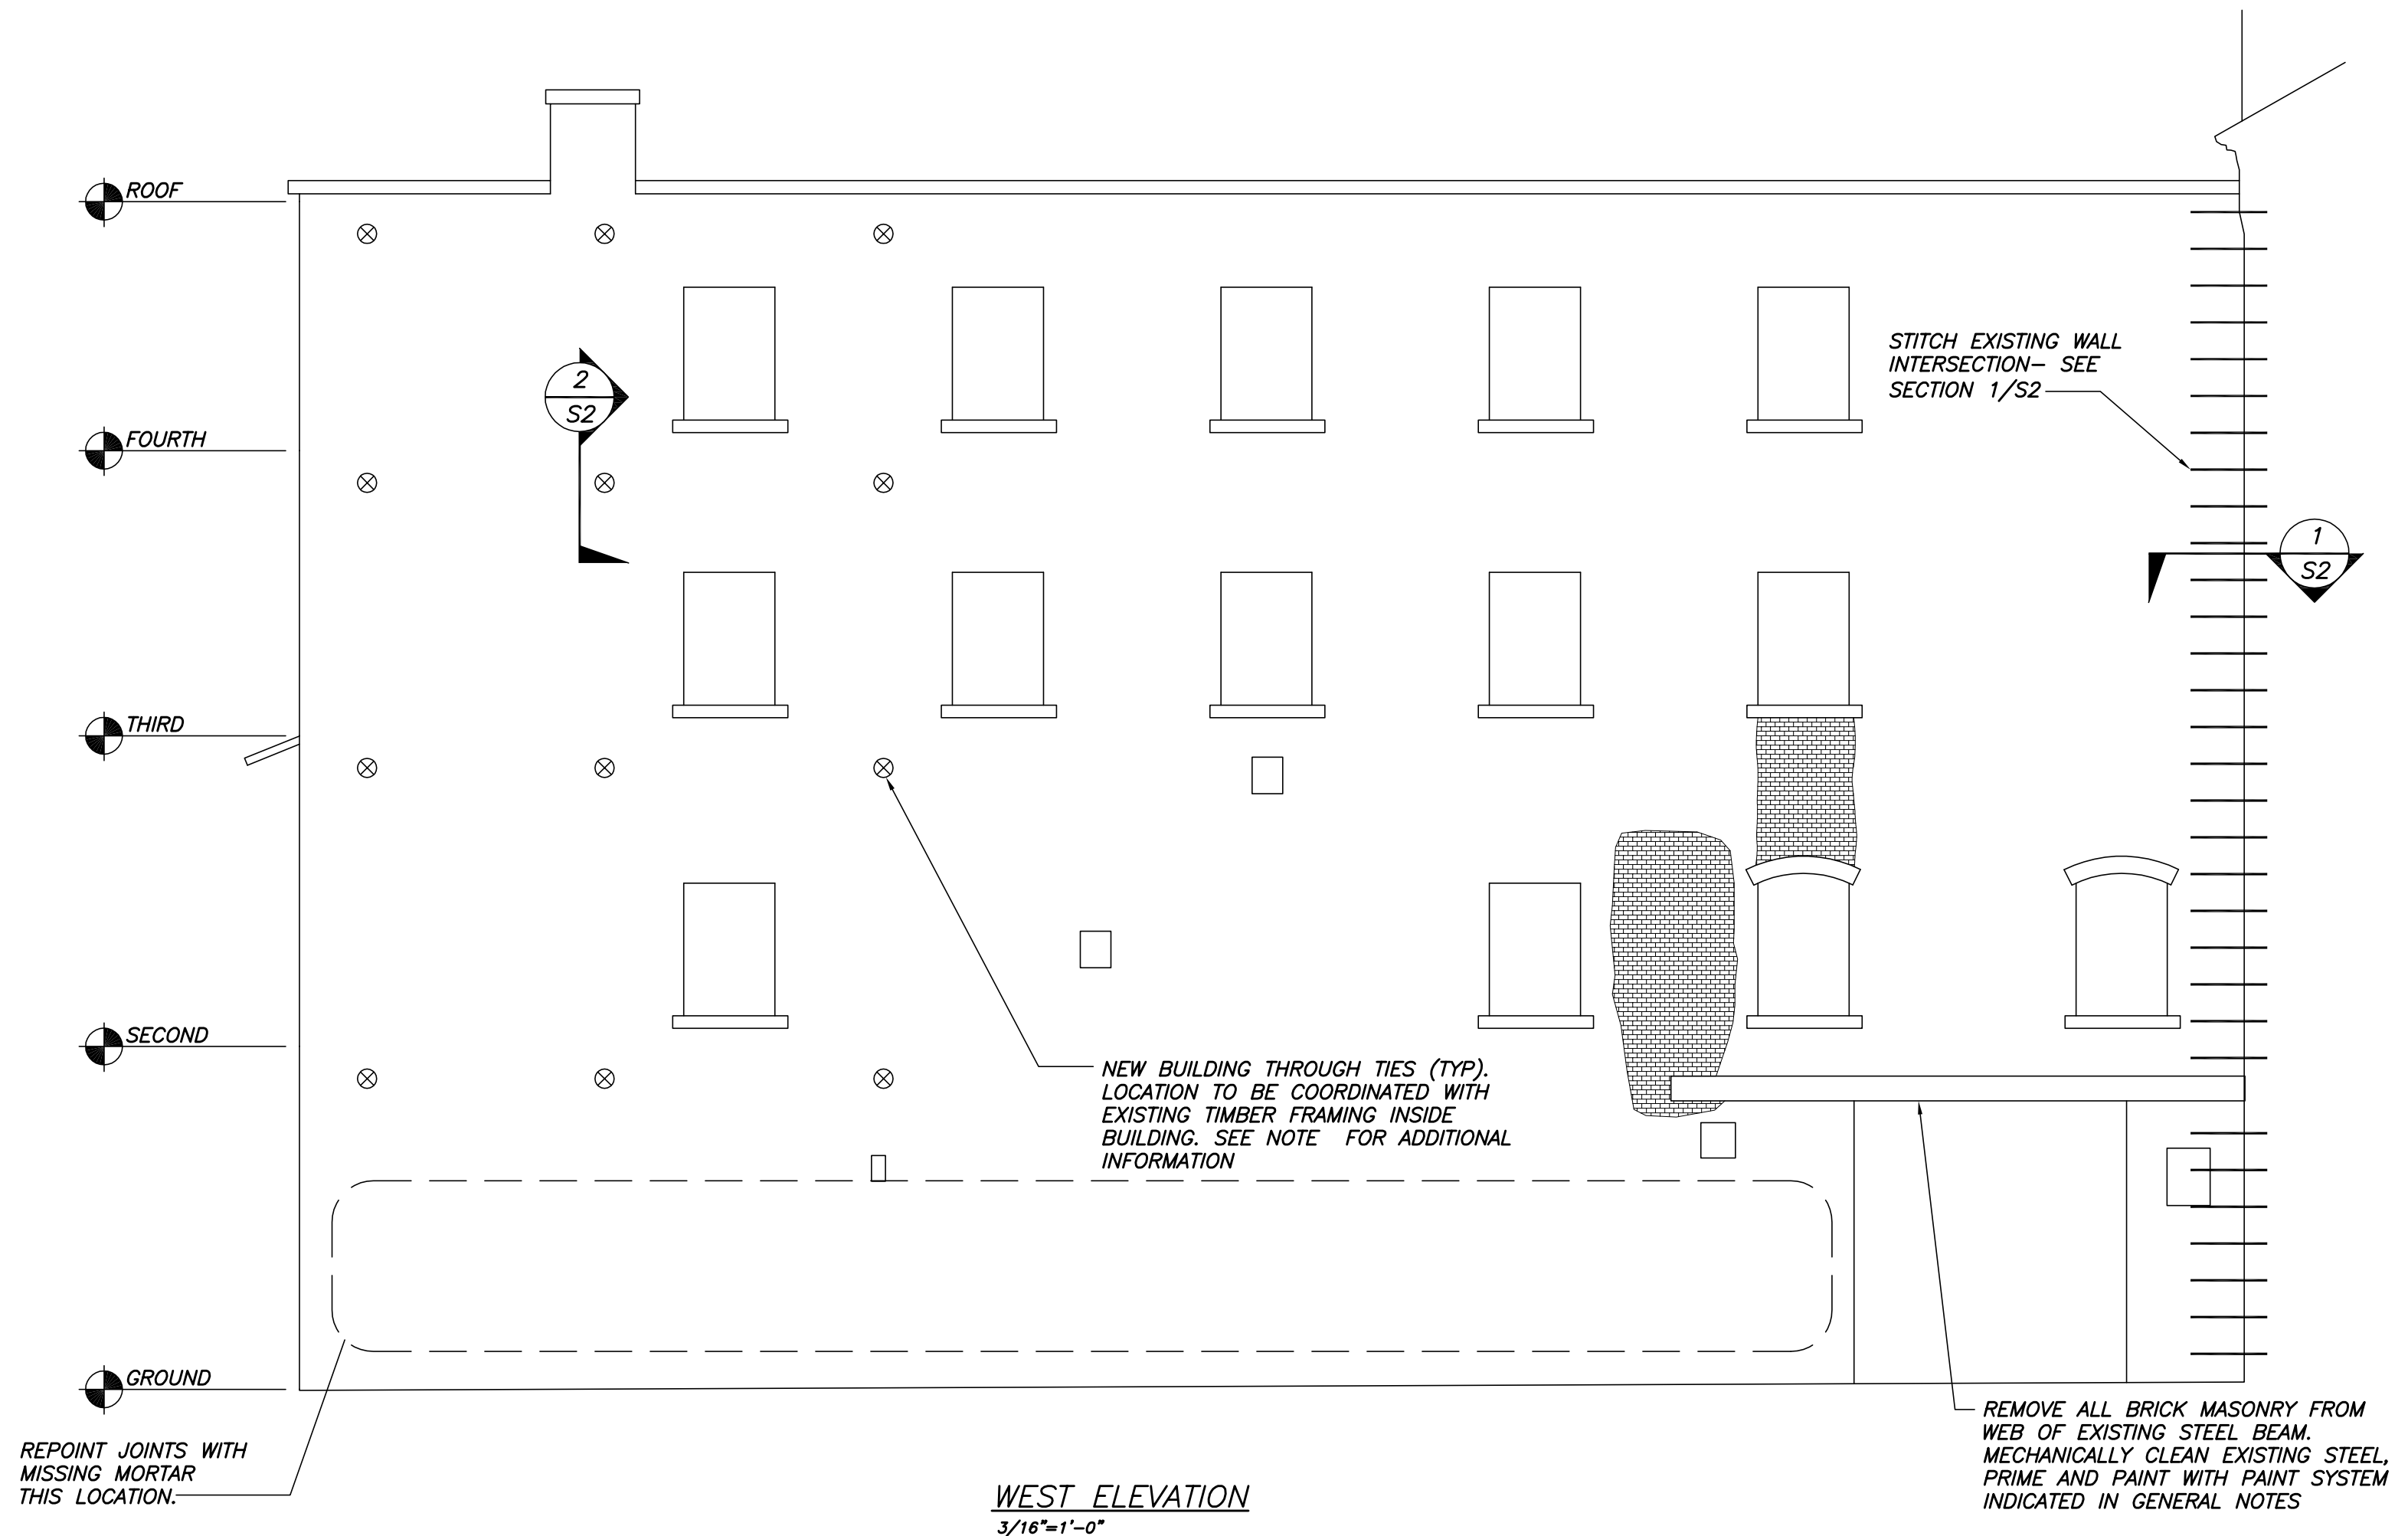 ROOF
FOURTH
THIRD
SECOND
GROUND
2
S2
STITCH EXISTING WALL
INTERSECTION- SEE
SECTION 1/S2
1
S2
NEW BUILDING THROUGH TIES (TYP).
LOCATION TO BE COORDINATED WITH
EXISTING TIMBER FRAMING INSIDE
BUILDING. SEE NOTE FOR ADDITIONAL
INFORMATION
REPOINT JOINTS WITH
MISSING MORTAR
THIS LOCATION.
REMOVE ALL BRICK MASONRY FROM
WEB OF EXISTING STEEL BEAM.
MECHANICALLY CLEAN EXISTING STEEL,
PRIME AND PAINT WITH PAINT SYSTEM
INDICATED IN GENERAL NOTES
WEST ELEVATION
3/16"=1'-0"